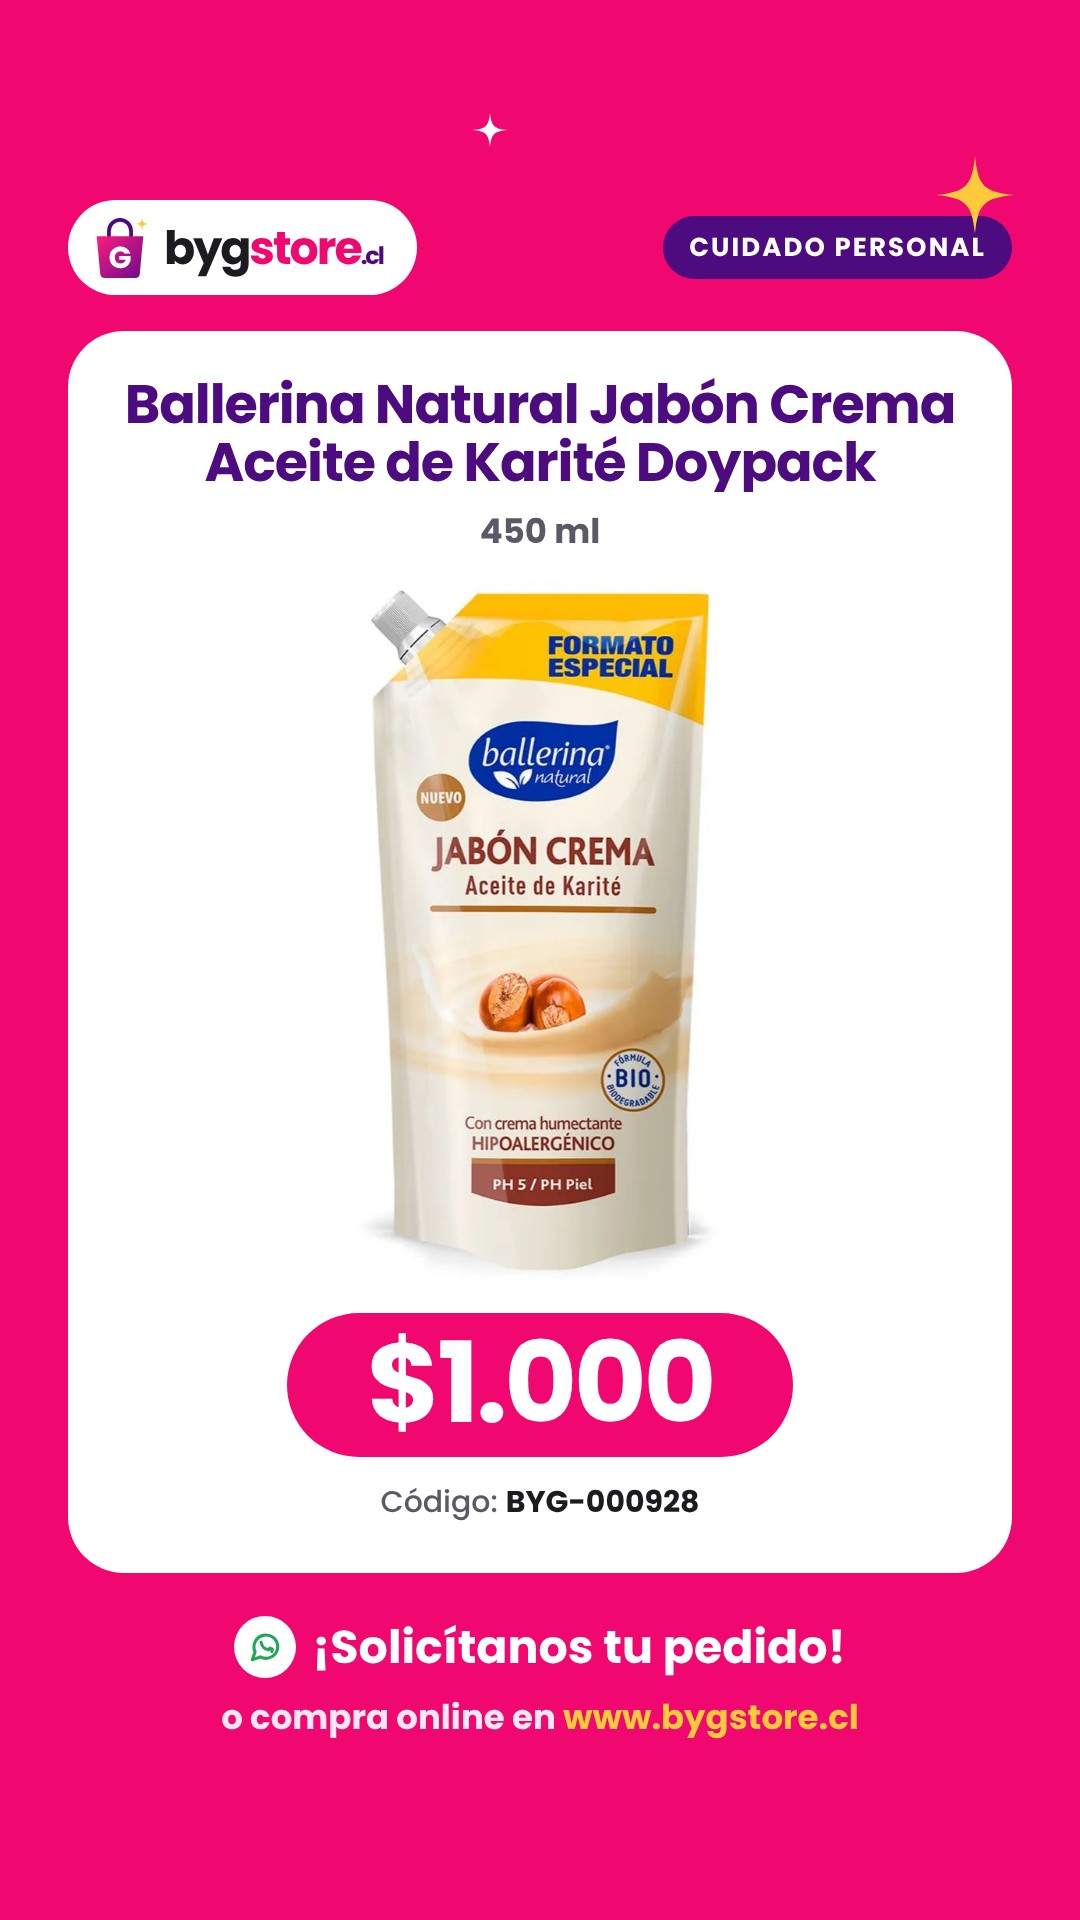 bygstore.cl
CUIDADO PERSONAL
Ballerina Natural Jabón Crema
Aceite de Karité Doypack
450 ml
FORMATO
ESPECIAL
ballerina
natural
NUEVO
JABÓN CREMA
Aceite de Karité
FÓRMULA
BIO
BIODEGRADABLE
Con crema humectante
HIPOALERGÉNICO
PH 5 / PH Piel
$1.000
Código: BYG-000928
¡Solicítanos tu pedido!
o compra online en www.bygstore.cl